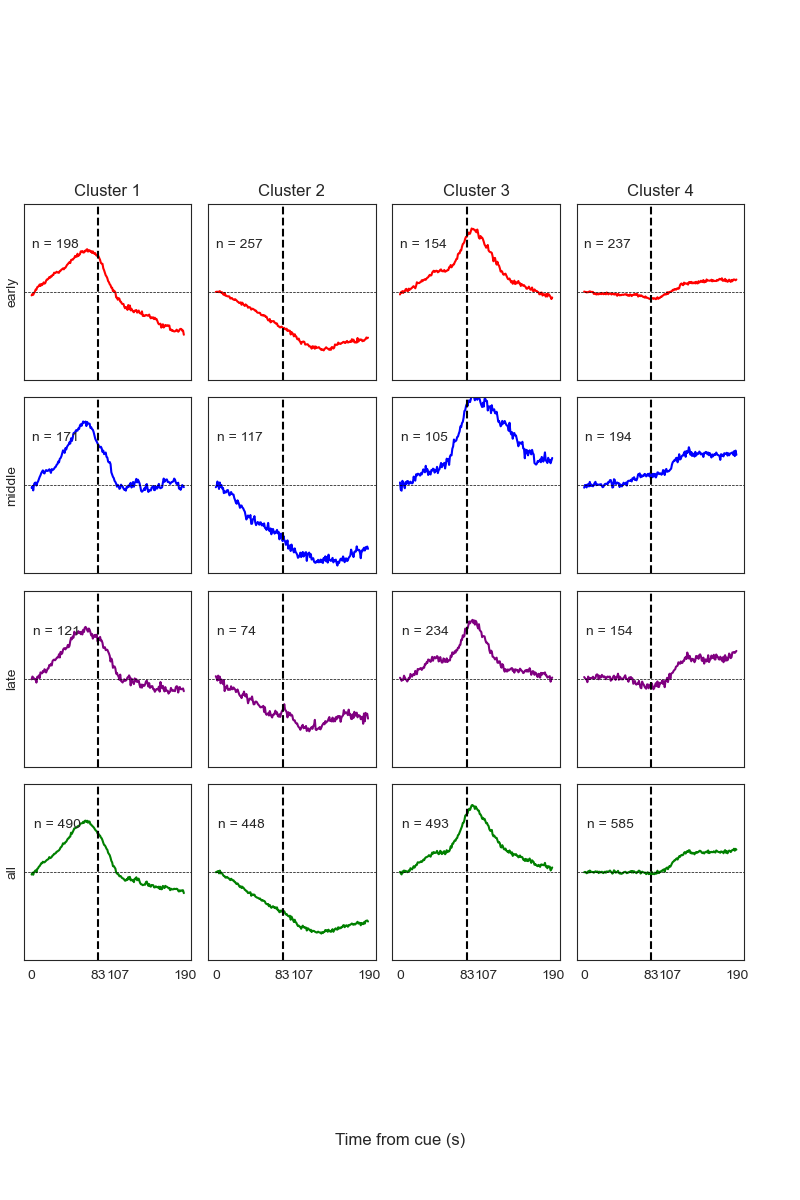 Cluster 1 Cluster 2 Cluster 3 Cluster 4
early
n = 198 n = 257 n = 154 n = 237
middle
n = 171 n = 117 n = 105 n = 194
late
n = 121 n = 74 n = 234 n = 154
all
n = 490 n = 448 n = 493 n = 585
0 83 107 190 0 83 107 190 0 83 107 190 0 83 107 190
Time from cue (s)